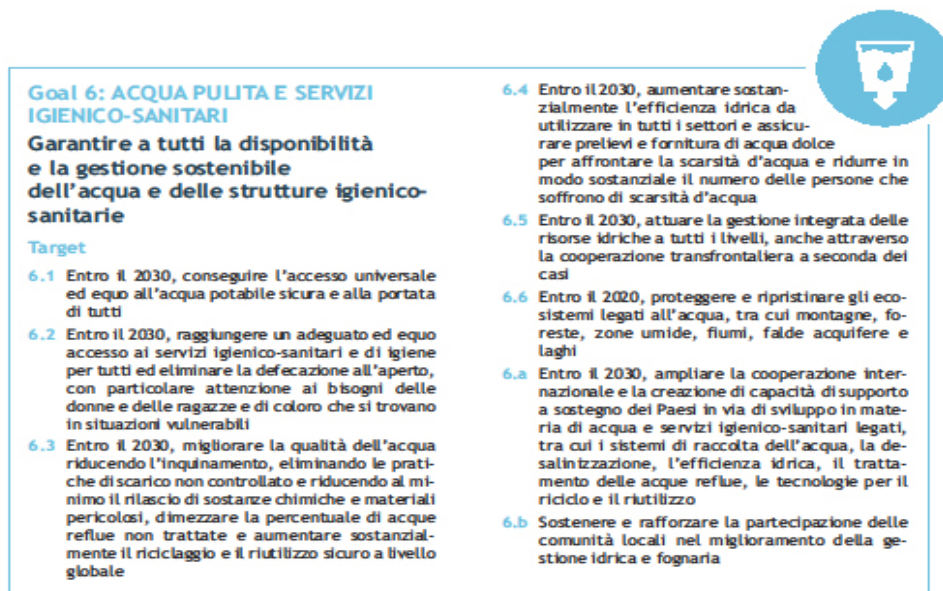 Goal 6: ACQUA PULITA E SERVIZI
IGIENICO-SANITARI
Garantire a tutti la disponibilità
e la gestione sostenibile
dell'acqua e delle strutture igienico-
sanitarie
Target
6.1 Entro il 2030, conseguire l'accesso universale
ed equo all'acqua potabile sicura e alla portata
di tutti
6.2 Entro il 2030, raggiungere un adeguato ed equo
accesso ai servizi igienico-sanitari e di igiene
per tutti ed eliminare la defecazione all'aperto,
con particolare attenzione ai bisogni delle
donne e delle ragazze e di coloro che si trovano
in situazioni vulnerabili
6.3 Entro il 2030, migliorare la qualità dell'acqua
riducendo l'inquinamento, eliminando le prati-
che di scarico non controllato e riducendo al mi-
nimo il rilascio di sostanze chimiche e materiali
pericolosi, dimezzare la percentuale di acque
reflue non trattate e aumentare sostanzial-
mente il riciclaggio e il riutilizzo sicuro a livello
globale
6.4 Entro il 2030, aumentare sostan-
zialmente l'efficienza idrica da
utilizzare in tutti i settori e assicu-
rare prelievi e fornitura di acqua dolce
per affrontare la scarsità d'acqua e ridurre in
modo sostanziale il numero delle persone che
soffrono di scarsità d'acqua
6.5 Entro il 2030, attuare la gestione integrata delle
risorse idriche a tutti i livelli, anche attraverso
la cooperazione transfrontaliera a seconda dei
casi
6.6 Entro il 2020, proteggere e ripristinare gli eco-
sistemi legati all'acqua, tra cui montagne, fo-
reste, zone umide, fiumi, falde acquifere e
laghi
6.a Entro il 2030, ampliare la cooperazione inter-
nazionale e la creazione di capacità di supporto
a sostegno dei Paesi in via di sviluppo in mate-
ria di acqua e servizi igienico-sanitari legati,
tra cui i sistemi di raccolta dell'acqua, la de-
salinizzazione, l'efficienza idrica, il tratta-
mento delle acque reflue, le tecnologie per il
riciclo e il riutilizzo
6.b Sostenere e rafforzare la partecipazione delle
comunità locali nel miglioramento della ge-
stione idrica e fognaria